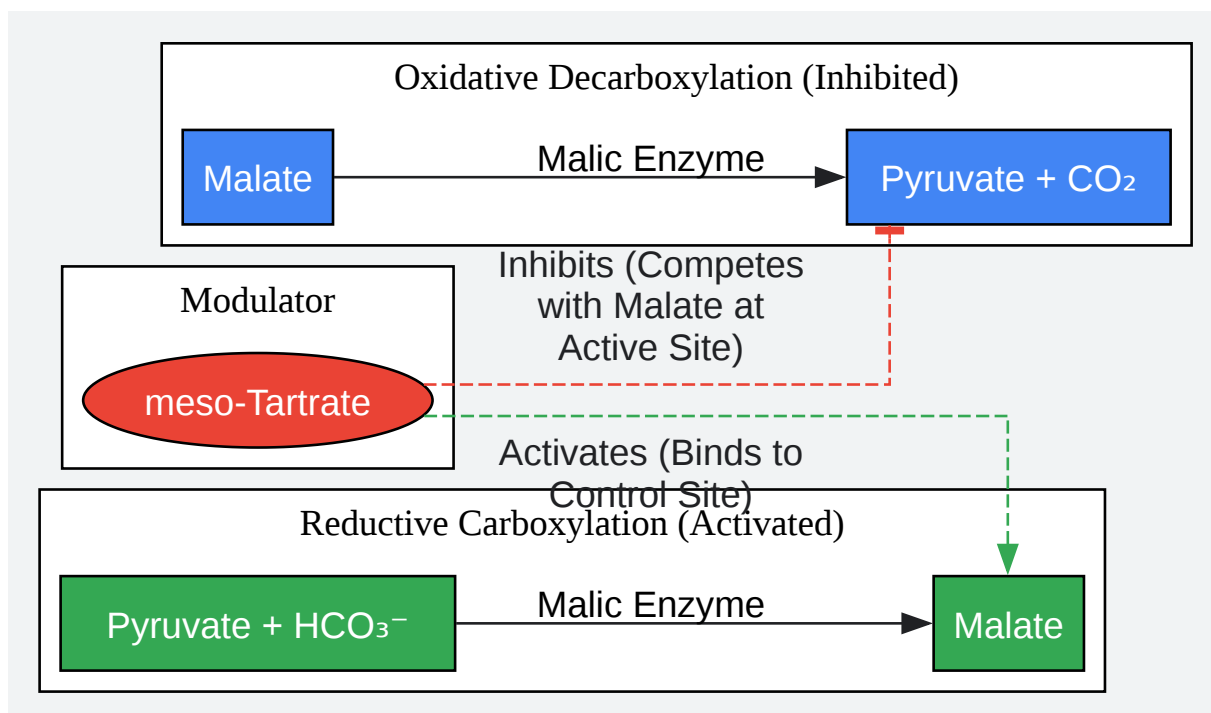 Oxidative Decarboxylation (Inhibited)
Malate
Malic Enzyme
Pyruvate + CO₂
Inhibits (Competes
with Malate at
Active Site)
Modulator
meso-Tartrate
Activates (Binds to
Control Site)
Reductive Carboxylation (Activated)
Pyruvate + HCO₃⁻
Malic Enzyme
Malate